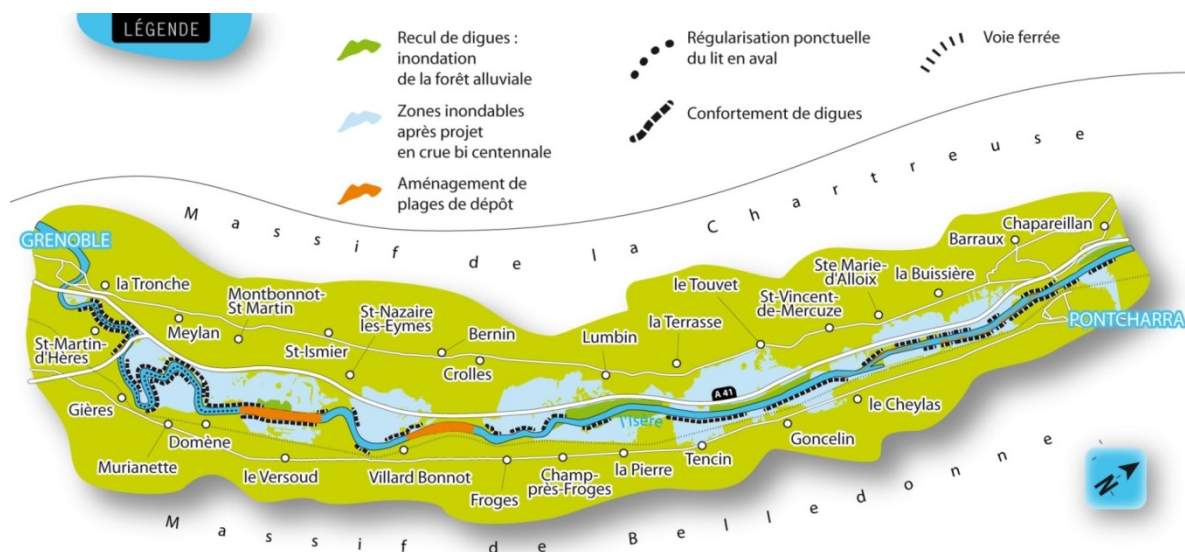 LÉGENDE
Recul de digues :
inondation
de la forêt alluviale
Zones inondables
après projet
en crue bi centennale
Aménagement de
plages de dépôt
Régularisation ponctuelle
du lit en aval
Confortement de digues
Voie ferrée
Massif de la Chartreuse
GRENOBLE
la Tronche
Meylan
Montbonnot-
St Martin
St-Ismier
St-Nazaire
les-Eymes
Bernin
Crolles
Lumbin
la Terrasse
le Touvet
St-Vincent-
de-Mercuze
Ste Marie-
d'Alloix
la Buissière
Barraux
Chapareillan
PONTCHARRA
A 41
l'Isère
St-Martin-
d'Hères
Gières
Murianette
Domène
le Versoud
Villard Bonnot
Froges
Champ-
près-Froges
la Pierre
Tencin
Goncelin
le Cheylas
Massif de Belledonne
N